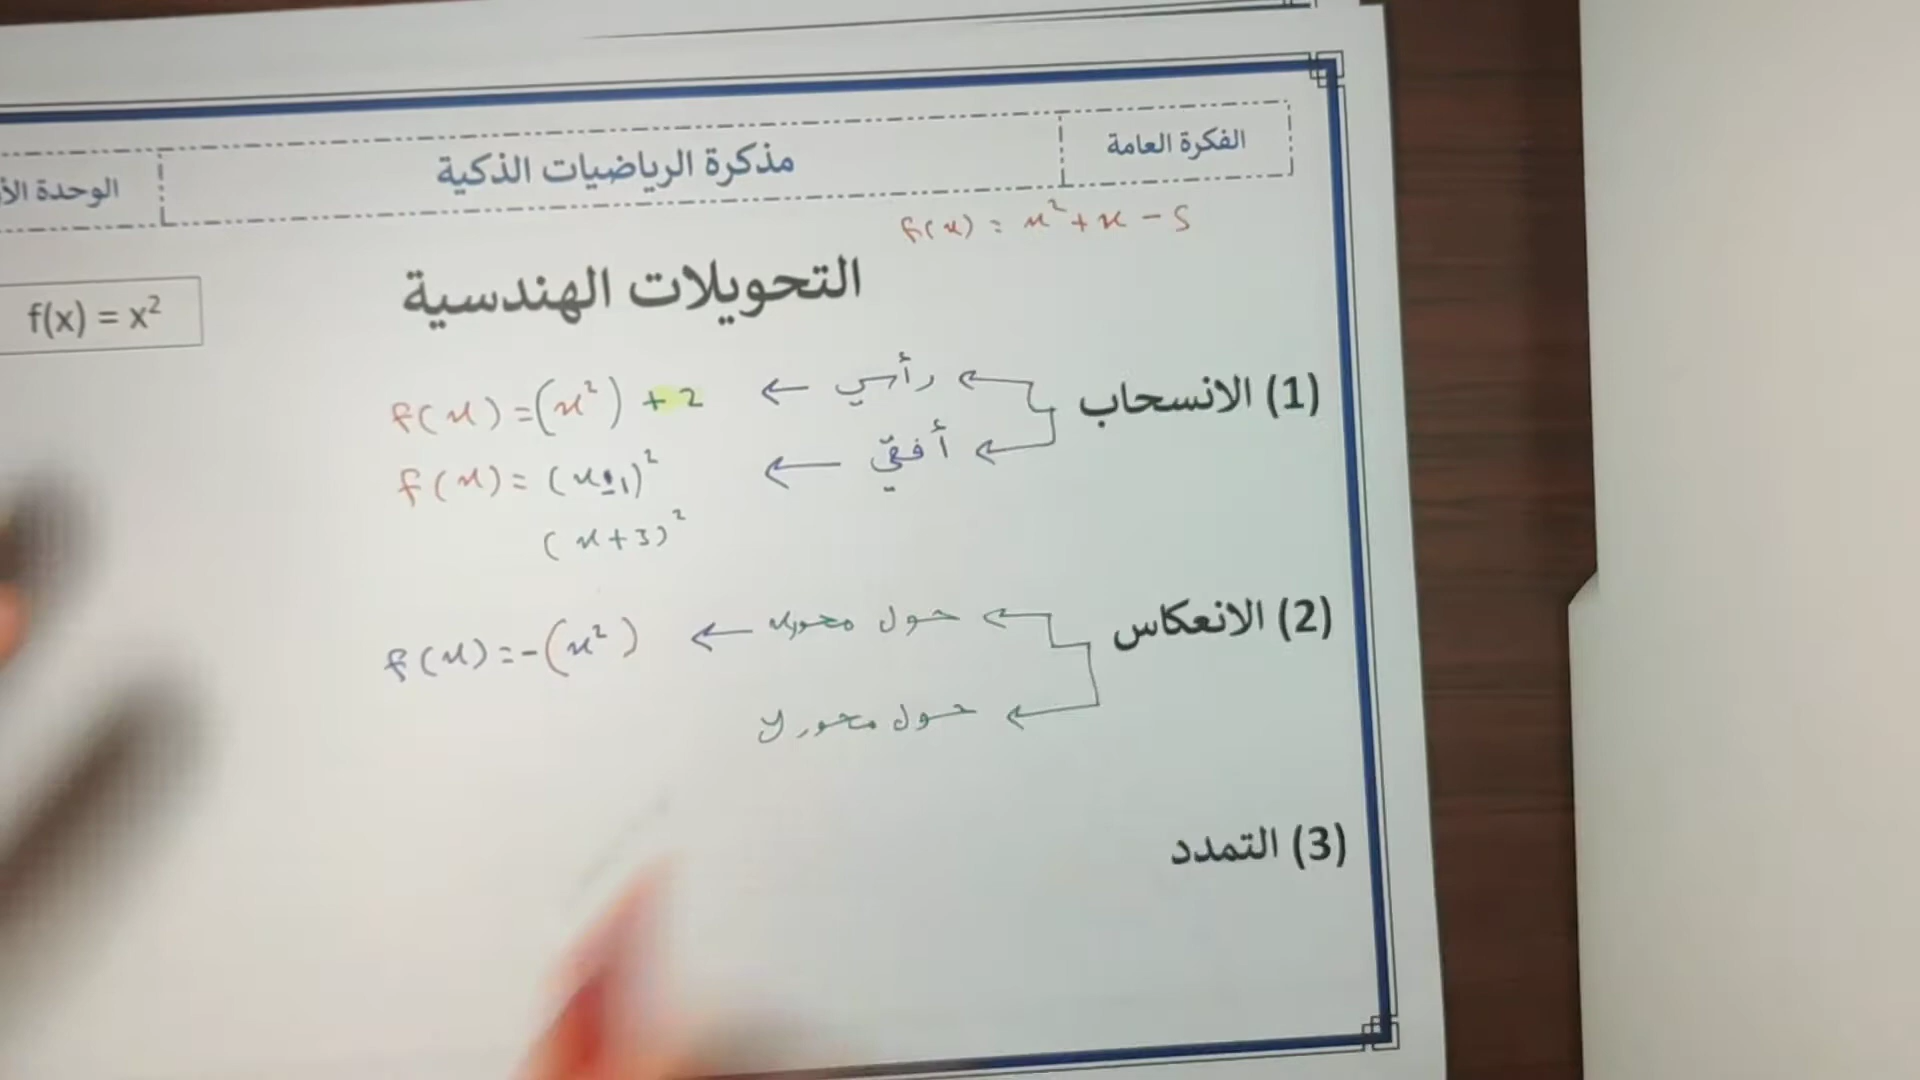 الفكرة العامة
مذكرة الرياضيات الذكية
الوحدة الأ
f(x) = x² + x - 5
التحويلات الهندسية
f(x) = x²
(1) الانسحاب
رأسي ← f(x) = (x²) + 2
أفقي ← f(x) = (x-1)²
(x+3)²
(2) الانعكاس
حول محور x ← f(x) = -(x²)
حول محور y
(3) التمدد